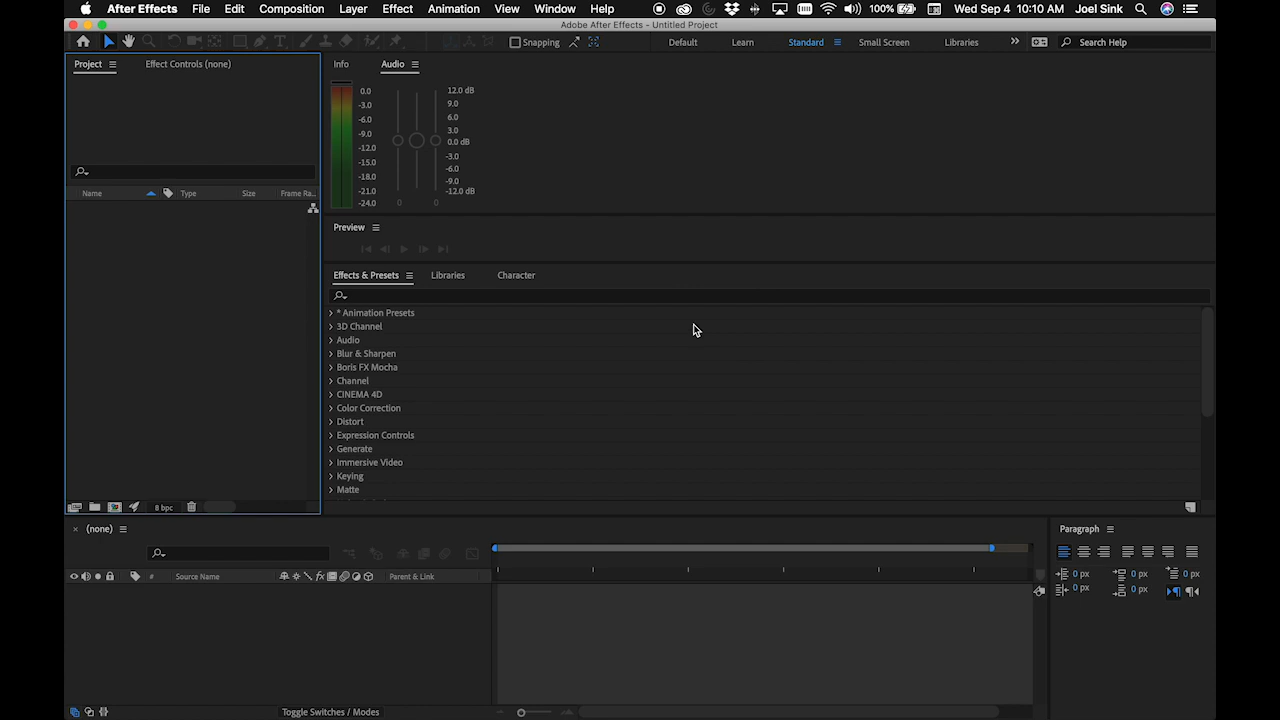 After Effects File Edit Composition Layer Effect Animation View Window Help 100% Wed Sep 4 10:10 AM Joel Sink
Adobe After Effects - Untitled Project
Snapping Default Learn Standard Small Screen Libraries Search Help
Project Effect Controls (none) Info Audio
0.0 12.0 dB
-3.0 9.0
-6.0 6.0
-9.0 3.0
-12.0 0.0 dB
-15.0 -3.0
-18.0 -6.0
-21.0 -9.0
-24.0 -12.0 dB
0 0
Name Type Size Frame Ra...
Preview
Effects & Presets Libraries Character
* Animation Presets
3D Channel
Audio
Blur & Sharpen
Boris FX Mocha
Channel
CINEMA 4D
Color Correction
Distort
Expression Controls
Generate
Immersive Video
Keying
Matte
8 bpc
(none) Paragraph
# Source Name Parent & Link
0 px 0 px 0 px
0 px 0 px
Toggle Switches / Modes